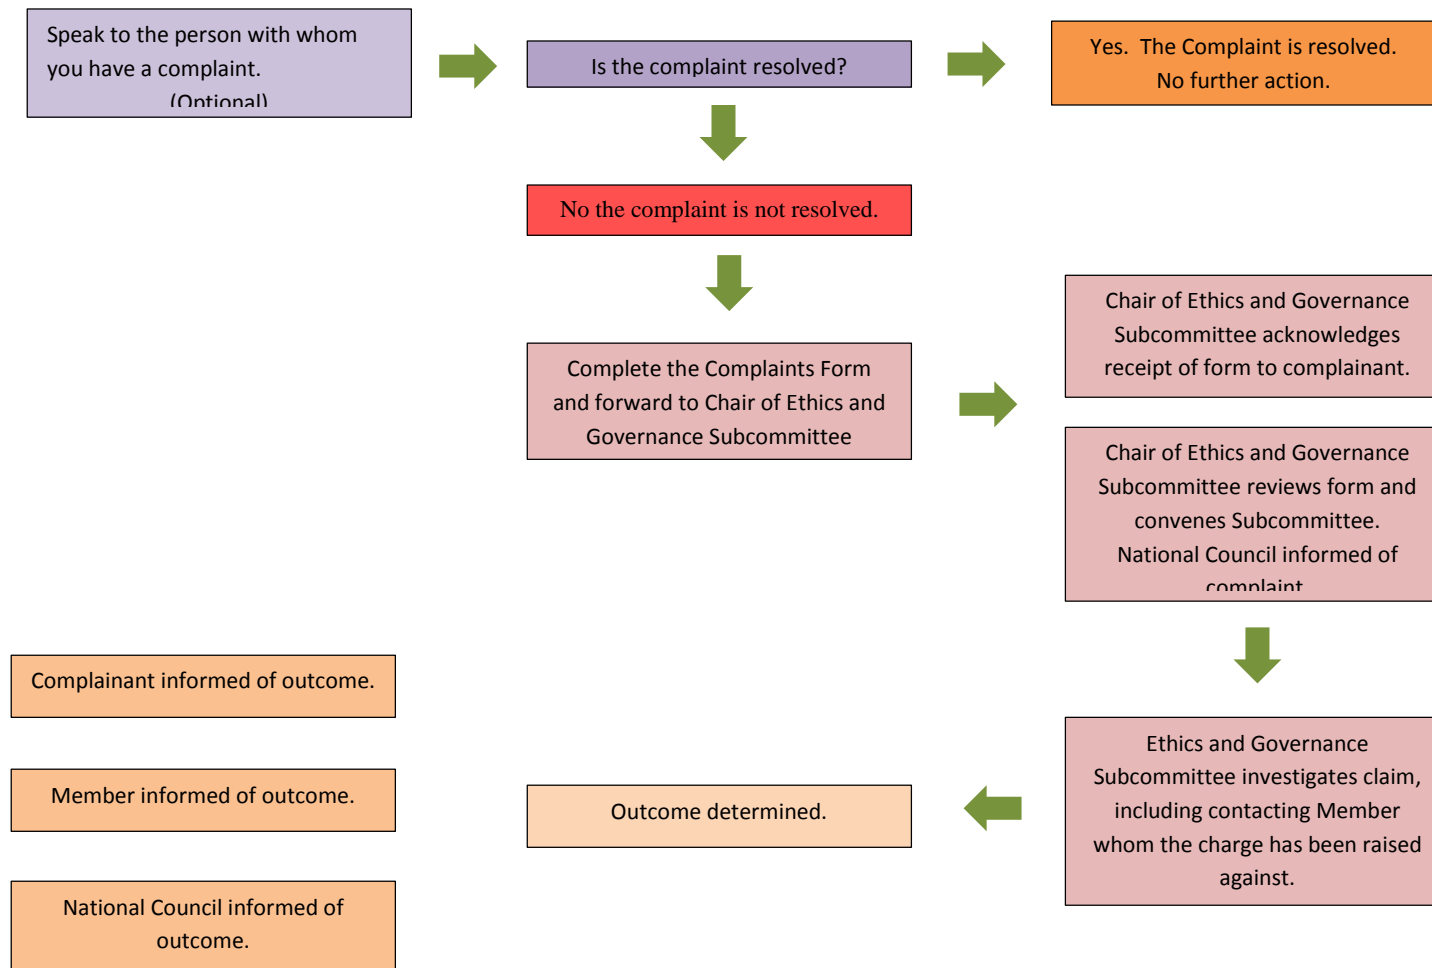 Speak to the person with whom
you have a complaint.
(Optional)
Is the complaint resolved?
Yes.  The Complaint is resolved.
No further action.
No the complaint is not resolved.
Complete the Complaints Form
and forward to Chair of Ethics and
Governance Subcommittee
Chair of Ethics and Governance
Subcommittee acknowledges
receipt of form to complainant.
Chair of Ethics and Governance
Subcommittee reviews form and
convenes Subcommittee.
National Council informed of
complaint
Ethics and Governance
Subcommittee investigates claim,
including contacting Member
whom the charge has been raised
against.
Outcome determined.
Complainant informed of outcome.
Member informed of outcome.
National Council informed of
outcome.